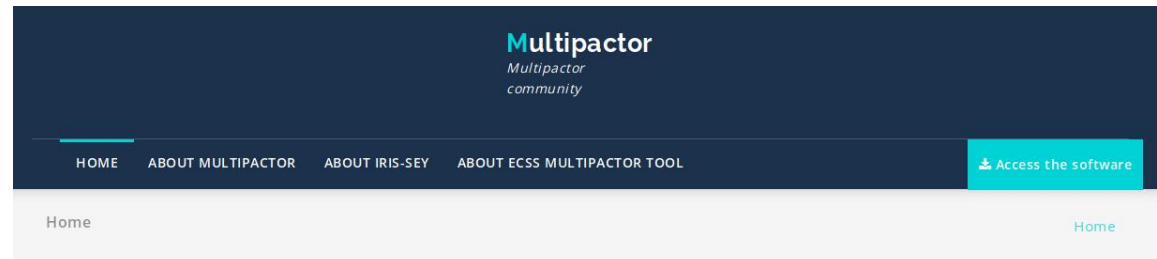 Multipactor
Multipactor
community
HOME ABOUT MULTIPACTOR ABOUT IRIS-SEY ABOUT ECSS MULTIPACTOR TOOL Access the software
Home Home